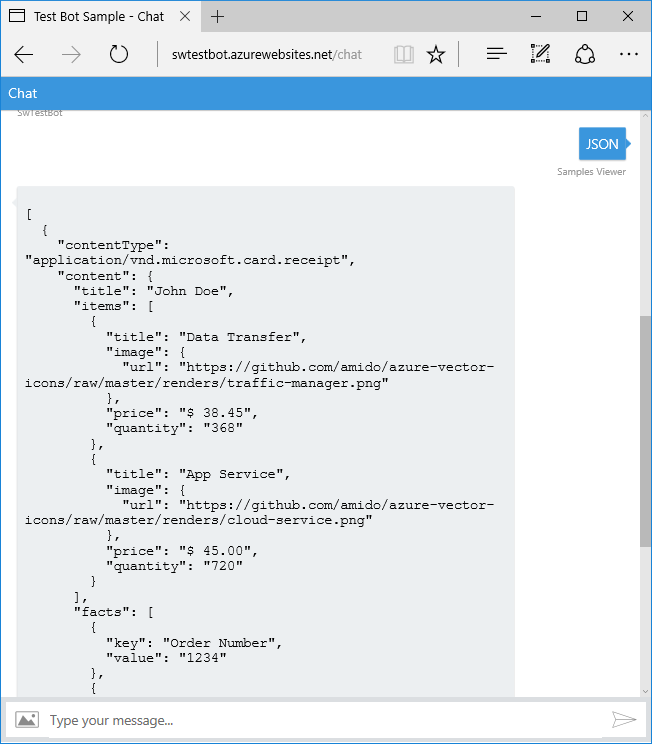 Test Bot Sample - Chat
swtestbot.azurewebsites.net/chat
Chat
SwTestBot
JSON
Samples Viewer
[
  {
    "contentType":
"application/vnd.microsoft.card.receipt",
    "content": {
      "title": "John Doe",
      "items": [
        {
          "title": "Data Transfer",
          "image": {
            "url": "https://github.com/amido/azure-vector-
icons/raw/master/renders/traffic-manager.png"
          },
          "price": "$ 38.45",
          "quantity": "368"
        },
        {
          "title": "App Service",
          "image": {
            "url": "https://github.com/amido/azure-vector-
icons/raw/master/renders/cloud-service.png"
          },
          "price": "$ 45.00",
          "quantity": "720"
        }
      ],
      "facts": [
        {
          "key": "Order Number",
          "value": "1234"
        },
        {
Type your message...